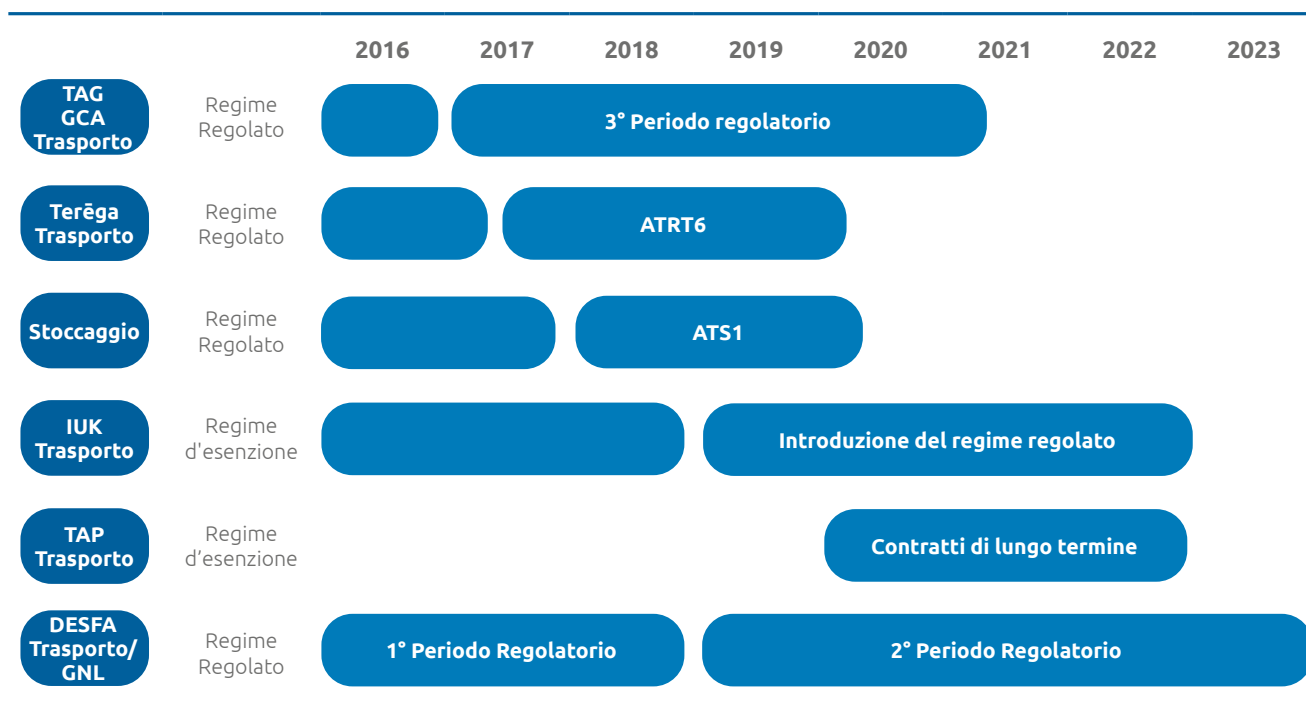 2016 2017 2018 2019 2020 2021 2022 2023
TAG
GCA
Trasporto
Regime
Regolato
3° Periodo regolatorio
Terēga
Trasporto
Regime
Regolato
ATRT6
Stoccaggio
Regime
Regolato
ATS1
IUK
Trasporto
Regime
d'esenzione
Introduzione del regime regolato
TAP
Trasporto
Regime
d’esenzione
Contratti di lungo termine
DESFA
Trasporto/
GNL
Regime
Regolato
1° Periodo Regolatorio
2° Periodo Regolatorio